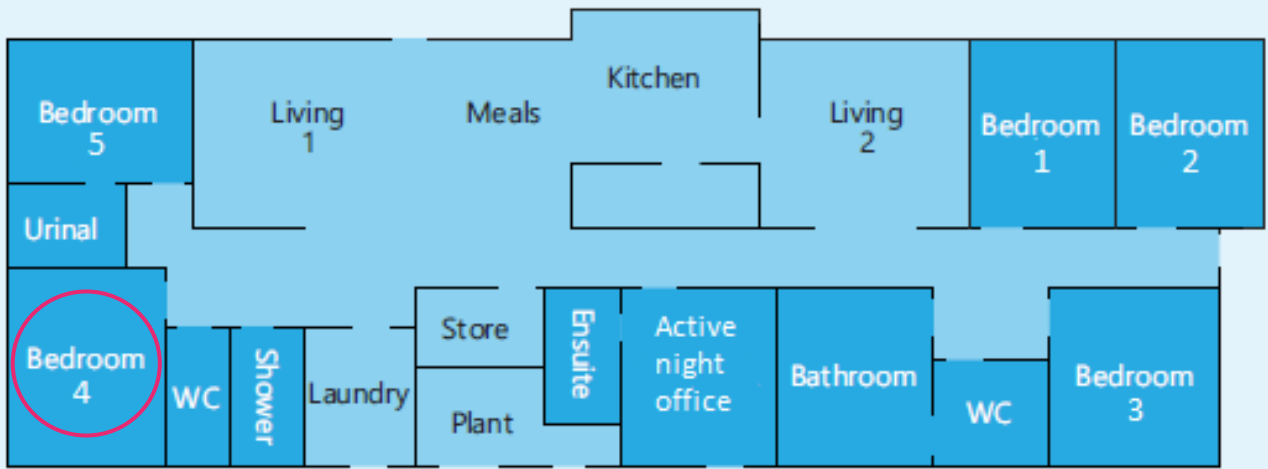 Bedroom
5
Living
1
Meals
Kitchen
Living
2
Bedroom
1
Bedroom
2
Urinal
Bedroom
4
WC
Shower
Laundry
Store
Plant
Ensuite
Active
night
office
Bathroom
WC
Bedroom
3